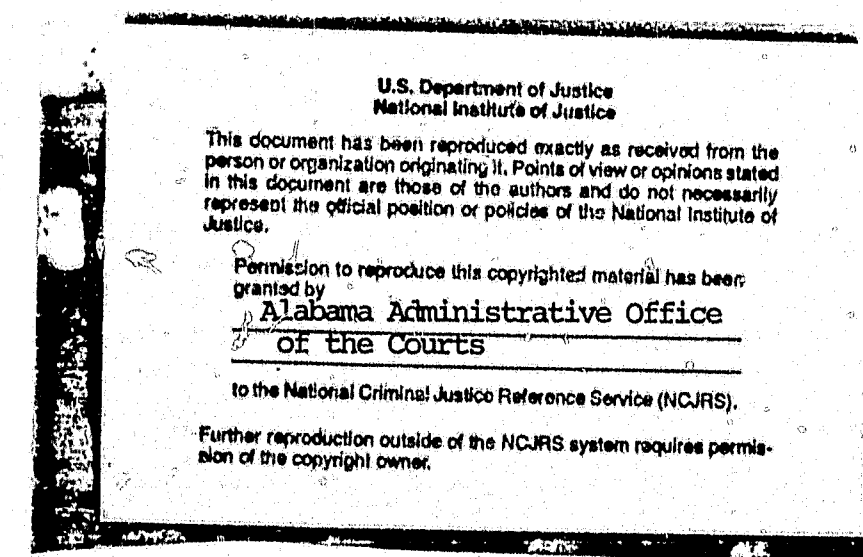 U.S. Department of Justice
National Institute of Justice
This document has been reproduced exactly as received from the
person or organization originating it. Points of view or opinions stated
in this document are those of the authors and do not necessarily
represent the official position or policies of the National Institute of
Justice.
Permission to reproduce this copyrighted material has been
granted by
Alabama Administrative Office
of the Courts
to the National Criminal Justice Reference Service (NCJRS).
Further reproduction outside of the NCJRS system requires permis-
sion of the copyright owner.